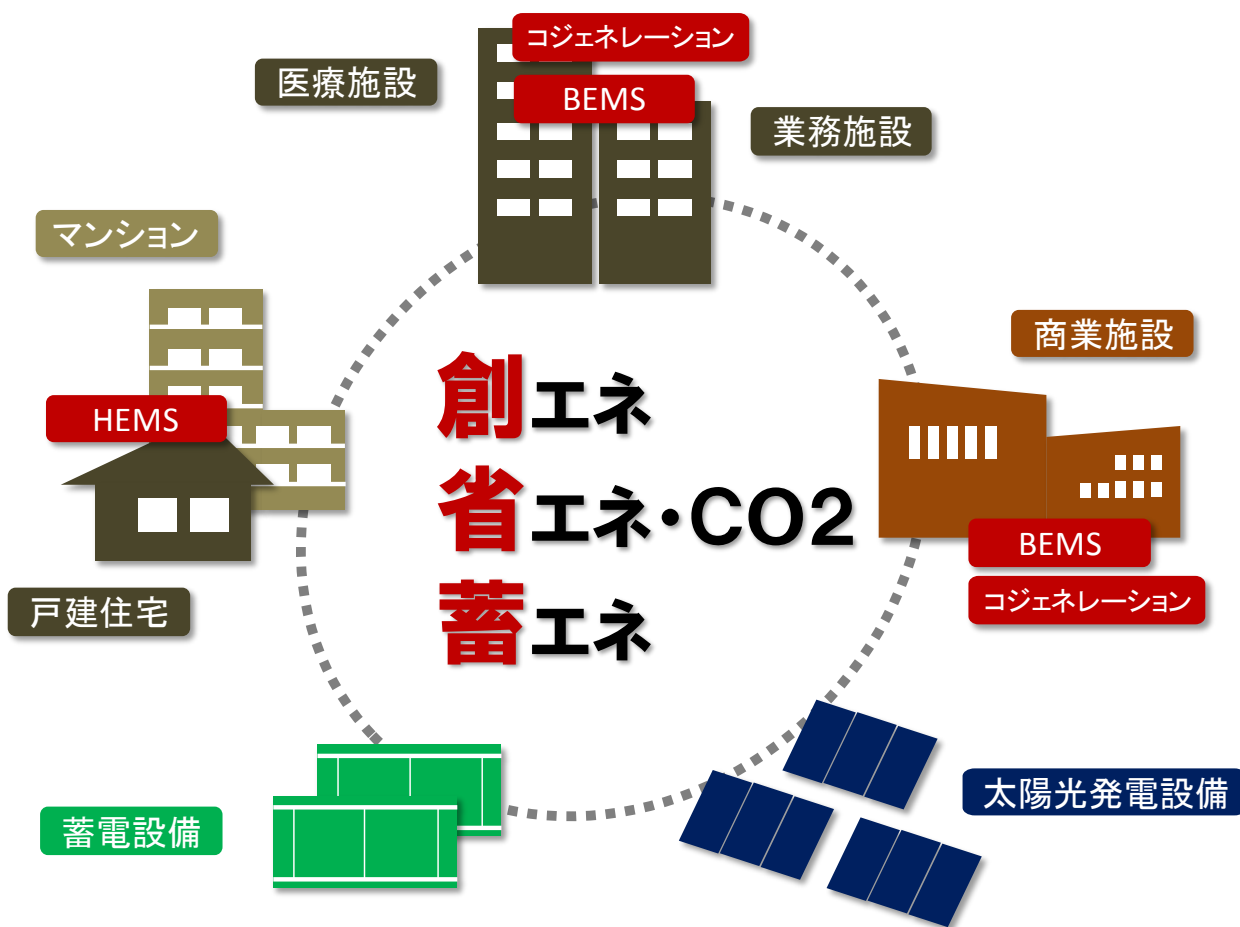 コジェネレーション
医療施設
BEMS
業務施設
マンション
商業施設
HEMS
創エネ
省エネ・CO2
蓄エネ
BEMS
コジェネレーション
戸建住宅
太陽光発電設備
蓄電設備